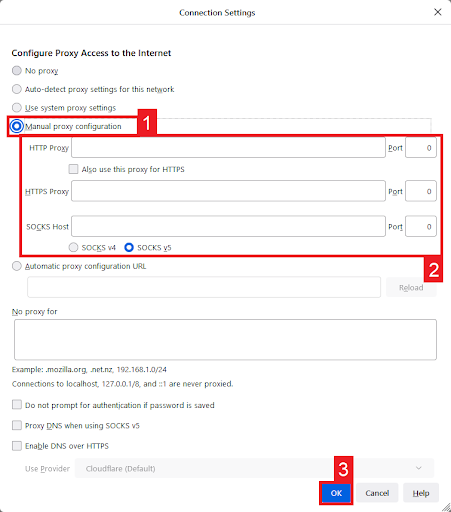 Connection Settings
Configure Proxy Access to the Internet
No proxy
Auto-detect proxy settings for this network
Use system proxy settings
Manual proxy configuration 1
HTTP Proxy Port 0
Also use this proxy for HTTPS
HTTPS Proxy Port 0
SOCKS Host Port 0
SOCKS v4 SOCKS v5
2
Automatic proxy configuration URL
Reload
No proxy for
Example: .mozilla.org, .net.nz, 192.168.1.0/24
Connections to localhost, 127.0.0.1/8, and ::1 are never proxied.
Do not prompt for authentication if password is saved
Proxy DNS when using SOCKS v5
Enable DNS over HTTPS
Use Provider Cloudflare (Default)
3
OK Cancel Help